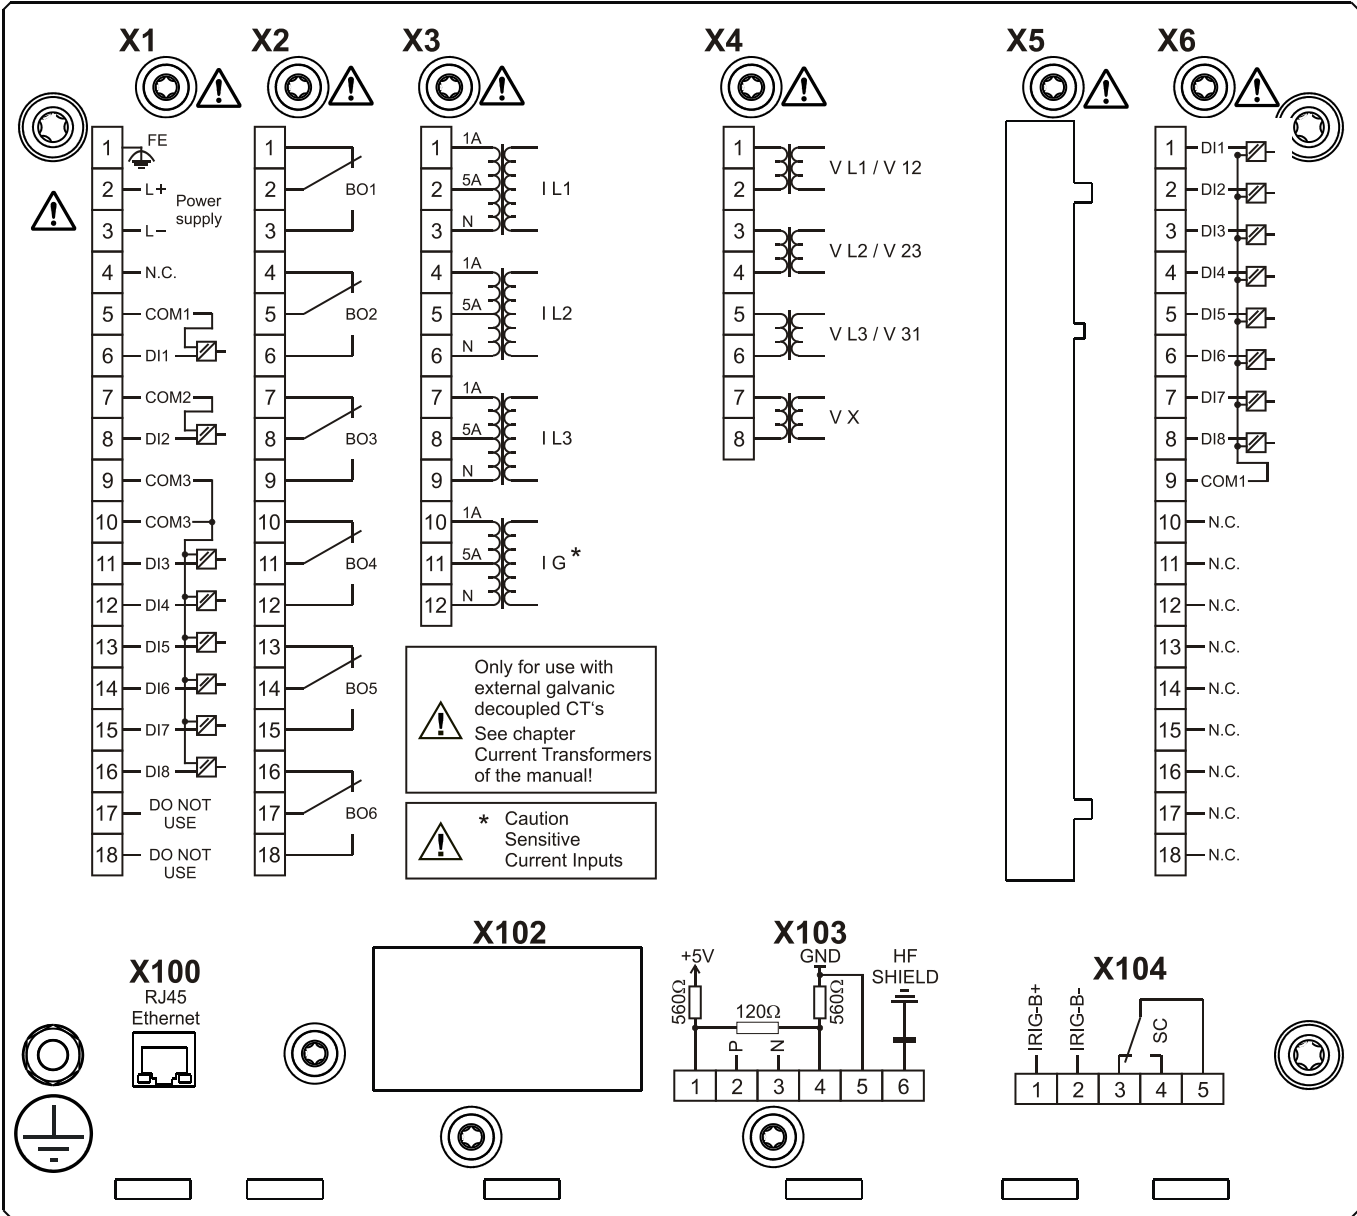 X1
1 FE
2 L+ Power
3 L− supply
4 N.C.
5 COM1
6 DI1
7 COM2
8 DI2
9 COM3
10 COM3
11 DI3
12 DI4
13 DI5
14 DI6
15 DI7
16 DI8
17 DO NOT
USE
18 DO NOT
USE
X2
1
2 BO1
3
4
5 BO2
6
7
8 BO3
9
10
11 BO4
12
13
14 BO5
15
16
17 BO6
18
X3
1 1A
2 5A I L1
3 N
4 1A
5 5A I L2
6 N
7 1A
8 5A I L3
9 N
10 1A
11 5A I G*
12 N
! Only for use with
external galvanic
decoupled CT‘s
See chapter
Current Transformers
of the manual!
! * Caution
Sensitive
Current Inputs
X4
1
V L1 / V 12
2
3
V L2 / V 23
4
5
V L3 / V 31
6
7
V X
8
X5
X6
1 DI1
2 DI2
3 DI3
4 DI4
5 DI5
6 DI6
7 DI7
8 DI8
9 COM1
10 N.C.
11 N.C.
12 N.C.
13 N.C.
14 N.C.
15 N.C.
16 N.C.
17 N.C.
18 N.C.
X100
RJ45
Ethernet
X102
X103
+5V GND HF
SHIELD
560Ω 120Ω 560Ω
P N
1 2 3 4 5 6
X104
IRIG-B+ IRIG-B- SC
1 2 3 4 5